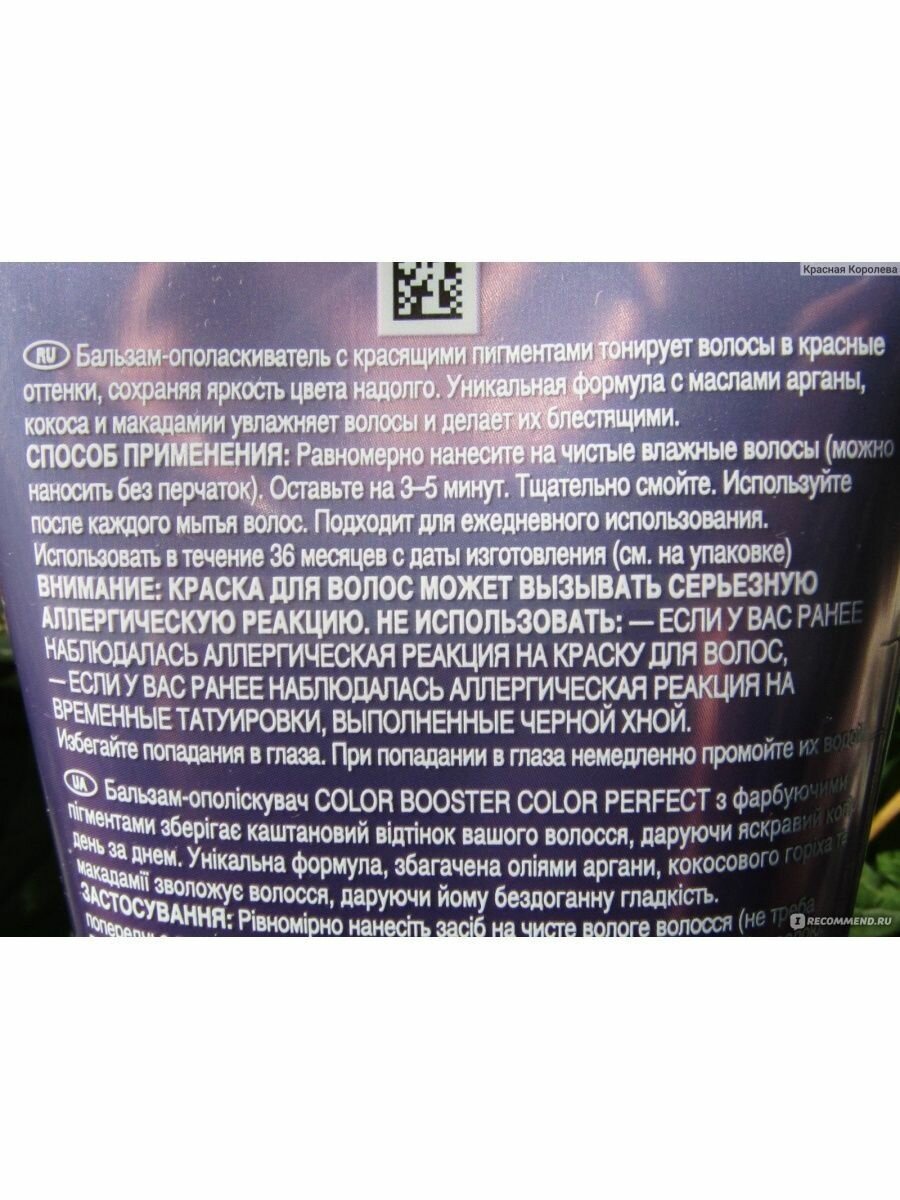 Красная Королева
RU Бальзам-ополаскиватель с красящими пигментами тонирует волосы в красные
оттенки, сохраняя яркость цвета надолго. Уникальная формула с маслами арганы,
кокоса и макадамии увлажняет волосы и делает их блестящими.
СПОСОБ ПРИМЕНЕНИЯ: Равномерно нанесите на чистые влажные волосы (можно
наносить без перчаток). Оставьте на 3–5 минут. Тщательно смойте. Используйте
после каждого мытья волос. Подходит для ежедневного использования.
Использовать в течение 36 месяцев с даты изготовления (см. на упаковке)
ВНИМАНИЕ: КРАСКА ДЛЯ ВОЛОС МОЖЕТ ВЫЗЫВАТЬ СЕРЬЕЗНУЮ
АЛЛЕРГИЧЕСКУЮ РЕАКЦИЮ. НЕ ИСПОЛЬЗОВАТЬ: — ЕСЛИ У ВАС РАНЕЕ
НАБЛЮДАЛАСЬ АЛЛЕРГИЧЕСКАЯ РЕАКЦИЯ НА КРАСКУ ДЛЯ ВОЛОС,
— ЕСЛИ У ВАС РАНЕЕ НАБЛЮДАЛАСЬ АЛЛЕРГИЧЕСКАЯ РЕАКЦИЯ НА
ВРЕМЕННЫЕ ТАТУИРОВКИ, ВЫПОЛНЕННЫЕ ЧЕРНОЙ ХНОЙ.
Избегайте попадания в глаза. При попадании в глаза немедленно промойте их
UA Бальзам-ополіскувач COLOR BOOSTER COLOR PERFECT з фарбуючими
пігментами зберігає каштановий відтінок вашого волосся, даруючи яскравий
день за днем. Унікальна формула, збагачена оліями аргани, кокосового горіха та
макадамії зволожує волосся, даруючи йому бездоганну гладкість.
ЗАСТОСУВАННЯ: Рівномірно нанесіть засіб на чисте вологе волосся (не треба
IRECOMMEND.RU